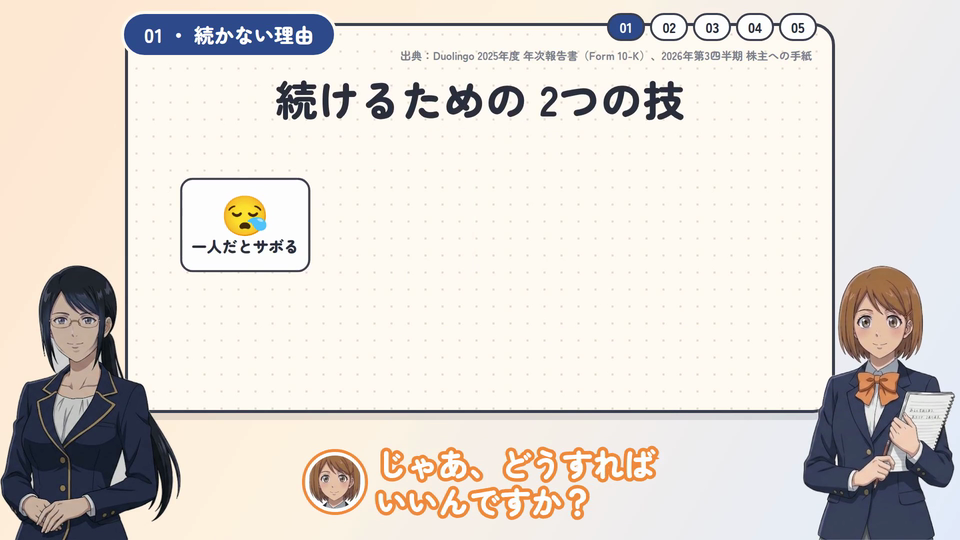 01 ・ 続かない理由
01 02 03 04 05
出典：Duolingo 2025年度 年次報告書（Form 10-K）、2026年第3四半期 株主への手紙
続けるための 2つの技
一人だとサボる
じゃあ、どうすれば
いいんですか？